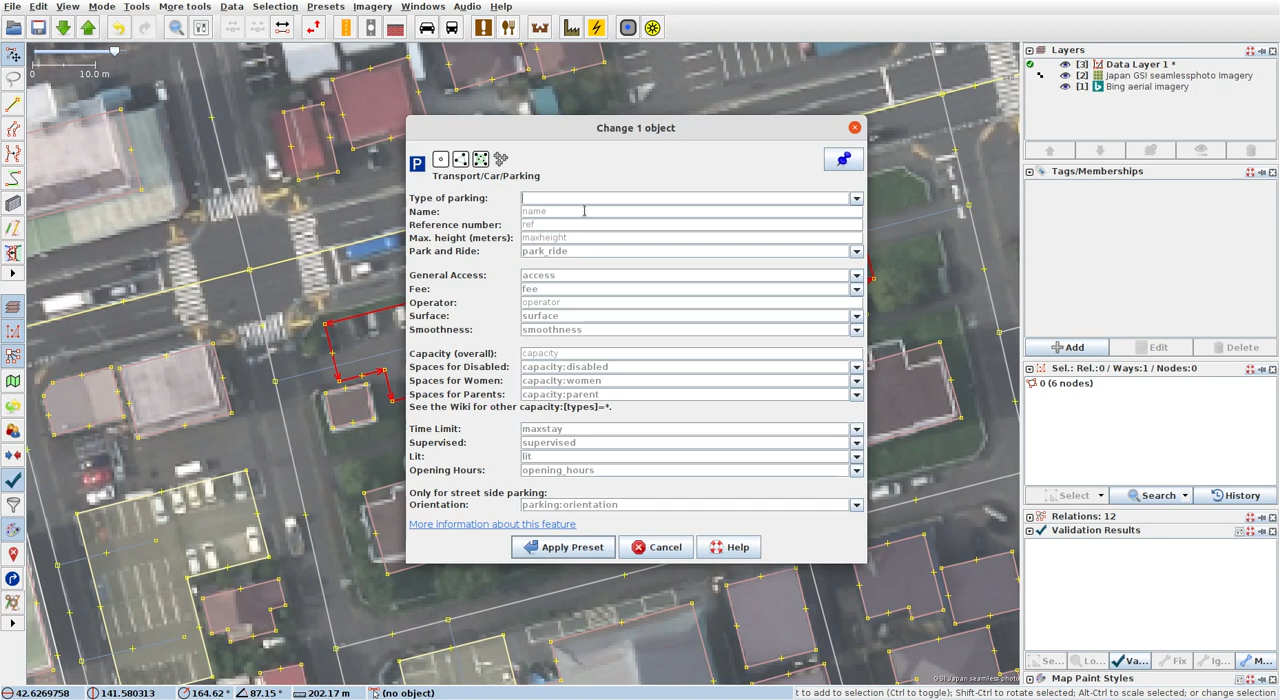 File Edit View Mode Tools More tools Data Selection Presets Imagery Windows Audio Help
0 10.0 m
Layers
[3] Data Layer 1 *
[2] Japan GSI seamlessphoto Imagery
[1] Bing aerial imagery
Change 1 object
P
Transport/Car/Parking
Type of parking:
Name: name
Reference number: ref
Max. height (meters): maxheight
Park and Ride: park_ride
General Access: access
Fee: fee
Operator: operator
Surface: surface
Smoothness: smoothness
Capacity (overall): capacity
Spaces for Disabled: capacity:disabled
Spaces for Women: capacity:women
Spaces for Parents: capacity:parent
See the Wiki for other capacity:[types]=*.
Time Limit: maxstay
Supervised: supervised
Lit: lit
Opening Hours: opening_hours
Only for street side parking:
Orientation: parking:orientation
More information about this feature
Apply Preset Cancel Help
Tags/Memberships
Add Edit Delete
Sel.: Rel.:0 / Ways:1 / Nodes:0
0 (6 nodes)
Select Search History
Relations: 12
Validation Results
Se... Lo... Va... Fix Ig... M...
Map Paint Styles
GSI Japan seamless photo
42.6269758 141.580313 164.62 ° 87.15 ° 202.17 m (no object) t to add to selection (Ctrl to toggle); Shift-Ctrl to rotate selected; Alt-Ctrl to scale selected; or change selection